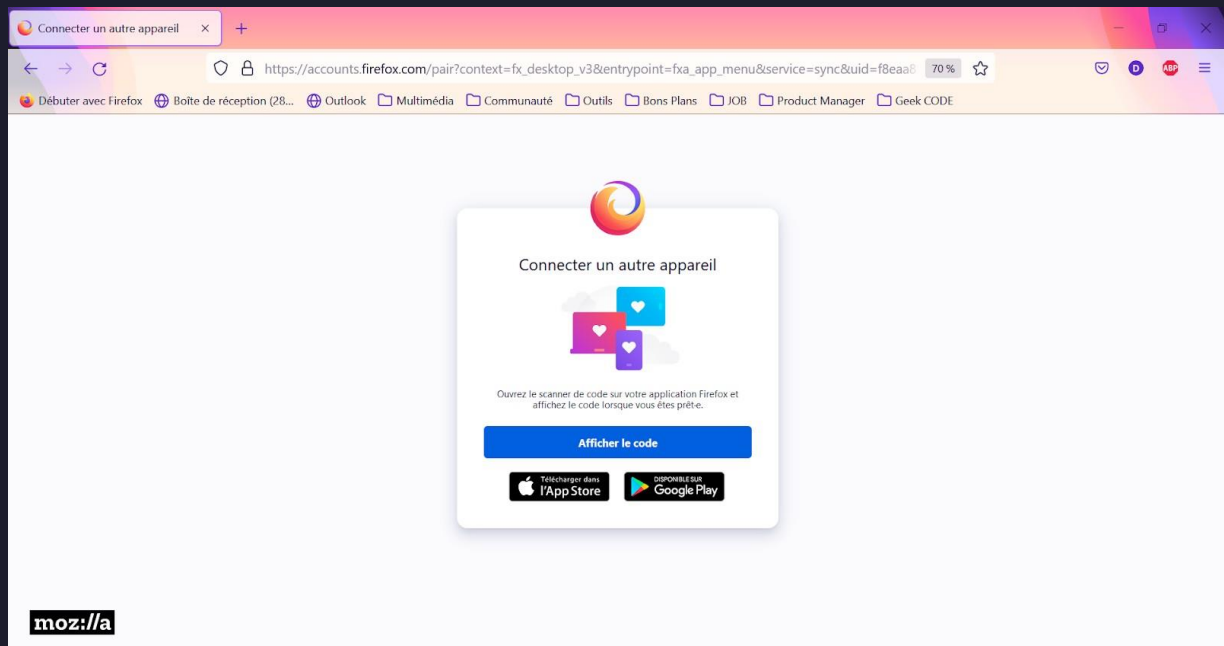 Connecter un autre appareil
https://accounts.firefox.com/pair?context=fx_desktop_v3&entrypoint=fxa_app_menu&service=sync&uid=f8eaa8 70 %
D ABP
Débuter avec Firefox Boîte de réception (28... Outlook Multimédia Communauté Outils Bons Plans JOB Product Manager Geek CODE
Connecter un autre appareil
Ouvrez le scanner de code sur votre application Firefox et
affichez le code lorsque vous êtes prêt·e.
Afficher le code
Télécharger dans
l'App Store
DISPONIBLE SUR
Google Play
moz://a